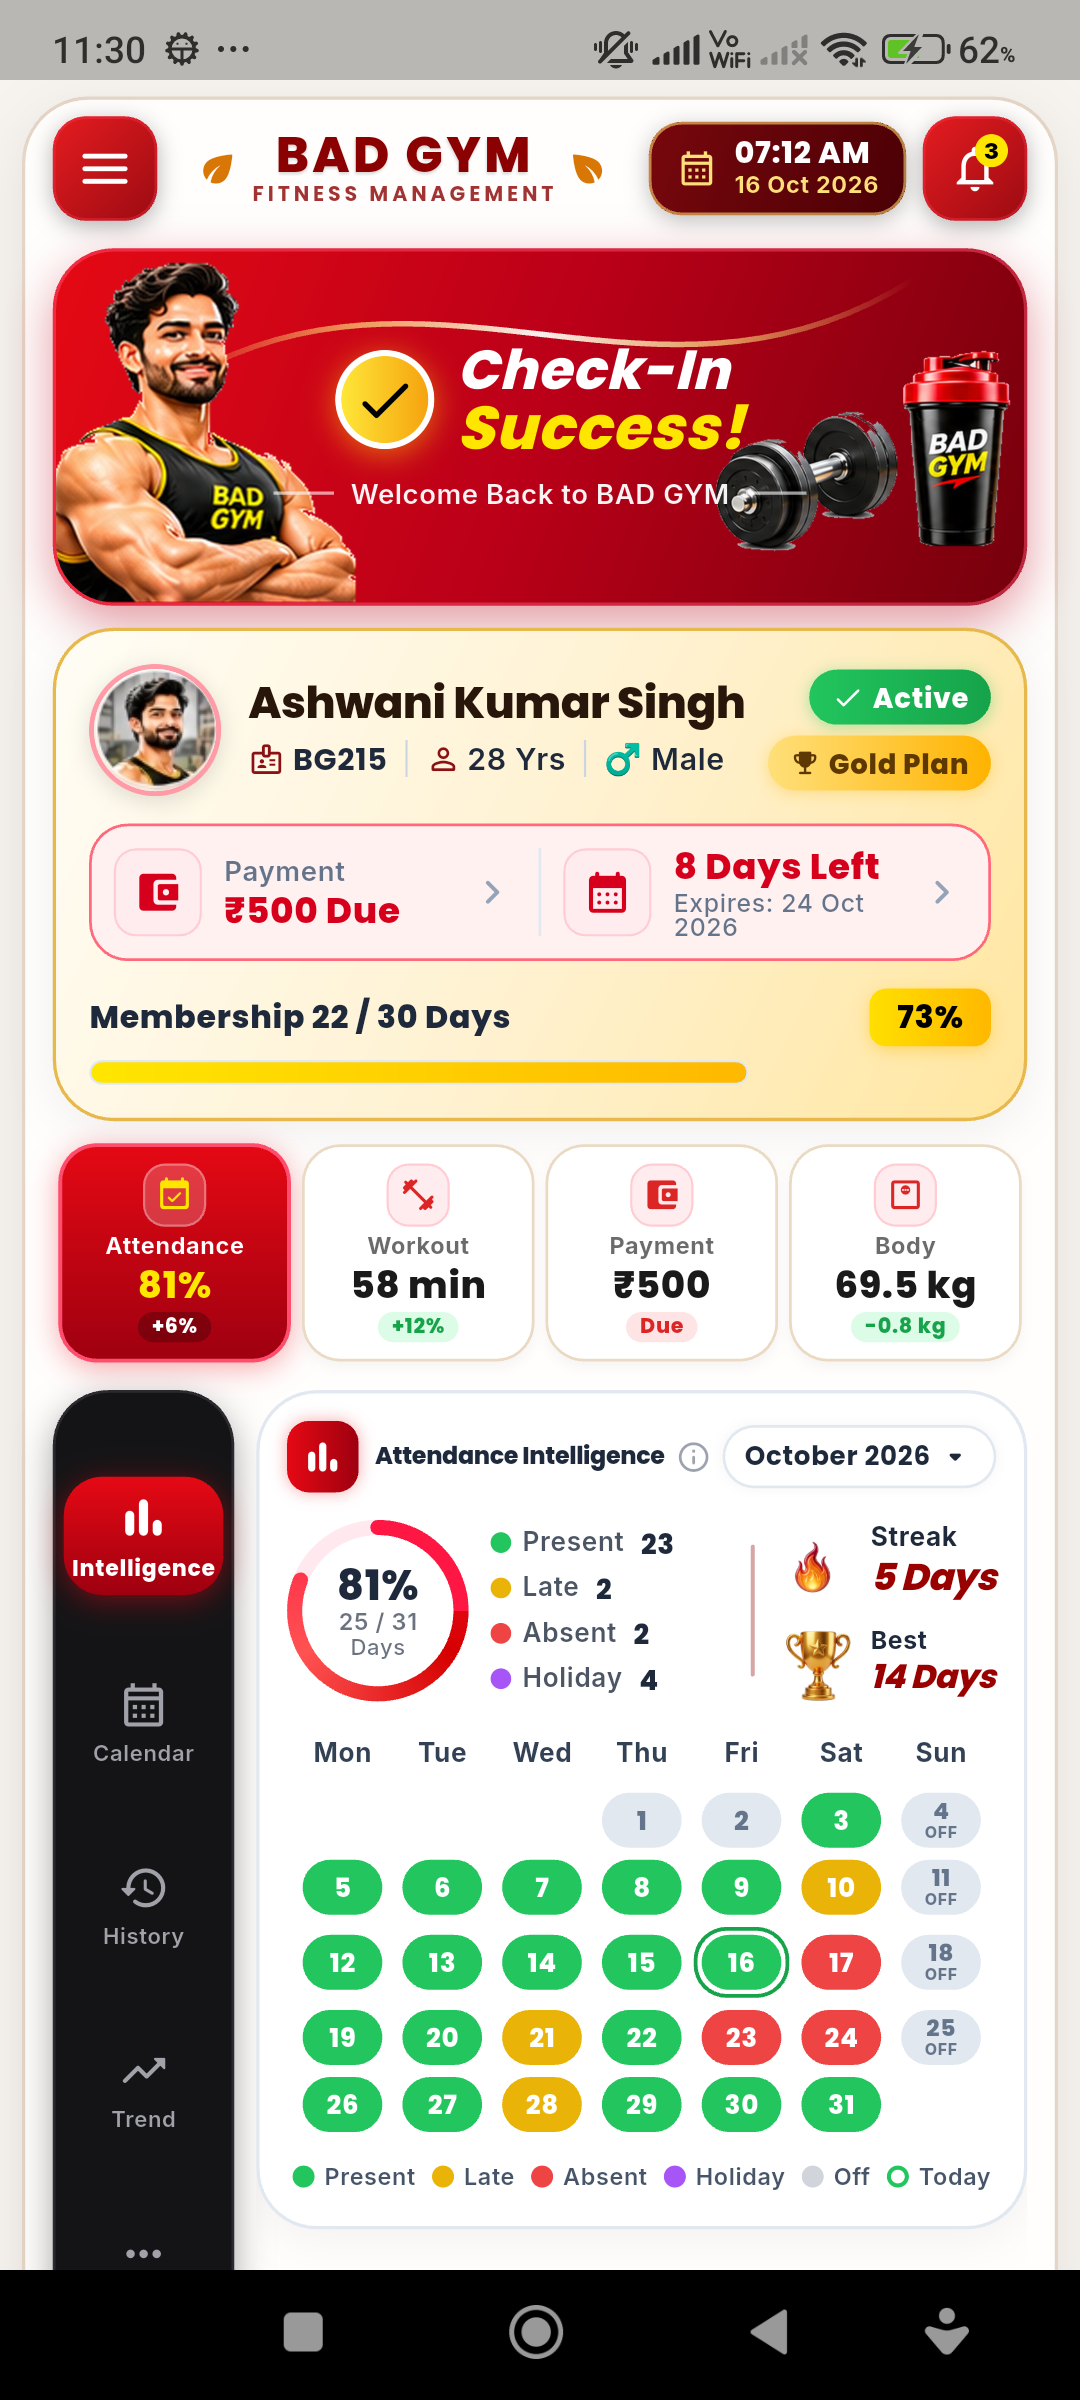 11:30
Vo
WiFi
62%
BAD GYM
FITNESS MANAGEMENT
07:12 AM
16 Oct 2026
3
Check-In
Success!
Welcome Back to BAD GYM
BAD
GYM
BAD
GYM
Ashwani Kumar Singh
Active
BG215
28 Yrs
Male
Gold Plan
Payment
₹500 Due
8 Days Left
Expires: 24 Oct
2026
Membership 22 / 30 Days
73%
Attendance
81%
+6%
Workout
58 min
+12%
Payment
₹500
Due
Body
69.5 kg
-0.8 kg
Intelligence
Calendar
History
Trend
Attendance Intelligence
October 2026
81%
25 / 31
Days
Present 23
Late 2
Absent 2
Holiday 4
Streak
5 Days
Best
14 Days
Mon Tue Wed Thu Fri Sat Sun
1 2 3 4 OFF
5 6 7 8 9 10 11 OFF
12 13 14 15 16 17 18 OFF
19 20 21 22 23 24 25 OFF
26 27 28 29 30 31
Present Late Absent Holiday Off Today